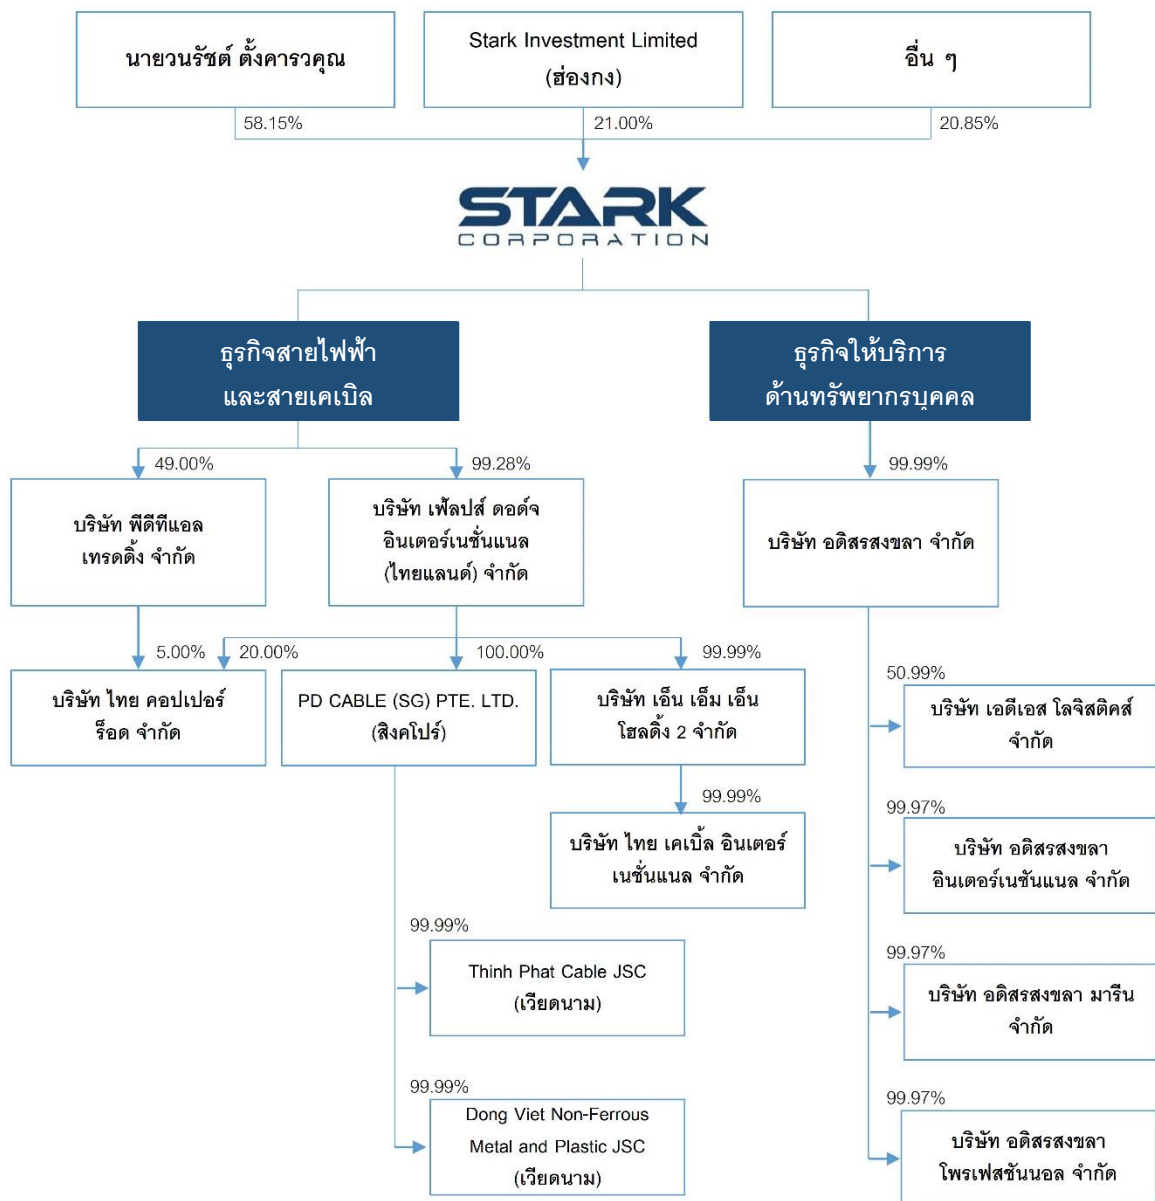 นายวนรัชต์ ตั้งคารวคุณ
Stark Investment Limited
(ฮ่องกง)
อื่น ๆ
58.15%
21.00%
20.85%
STARK
CORPORATION
ธุรกิจสายไฟฟ้า
และสายเคเบิล
ธุรกิจให้บริการ
ด้านทรัพยากรบุคคล
49.00%
99.28%
99.99%
บริษัท พีดีทีแอล
เทรดดิ้ง จำกัด
บริษัท เฟ้ลปส์ ดอด์จ
อินเตอร์เนชั่นแนล
(ไทยแลนด์) จำกัด
บริษัท อดิสรสงขลา จำกัด
5.00%
20.00%
100.00%
99.99%
บริษัท ไทย คอปเปอร์
ร็อด จำกัด
PD CABLE (SG) PTE. LTD.
(สิงคโปร์)
บริษัท เอ็น เอ็ม เอ็น
โฮลดิ้ง 2 จำกัด
50.99%
บริษัท เอดีเอส โลจิสติคส์
จำกัด
99.99%
บริษัท ไทย เคเบิ้ล อินเตอร์
เนชั่นแนล จำกัด
99.97%
บริษัท อดิสรสงขลา
อินเตอร์เนชันแนล จำกัด
99.99%
Thinh Phat Cable JSC
(เวียดนาม)
99.97%
บริษัท อดิสรสงขลา มารีน
จำกัด
99.99%
Dong Viet Non-Ferrous
Metal and Plastic JSC
(เวียดนาม)
99.97%
บริษัท อดิสรสงขลา
โพรเฟสชันนอล จำกัด